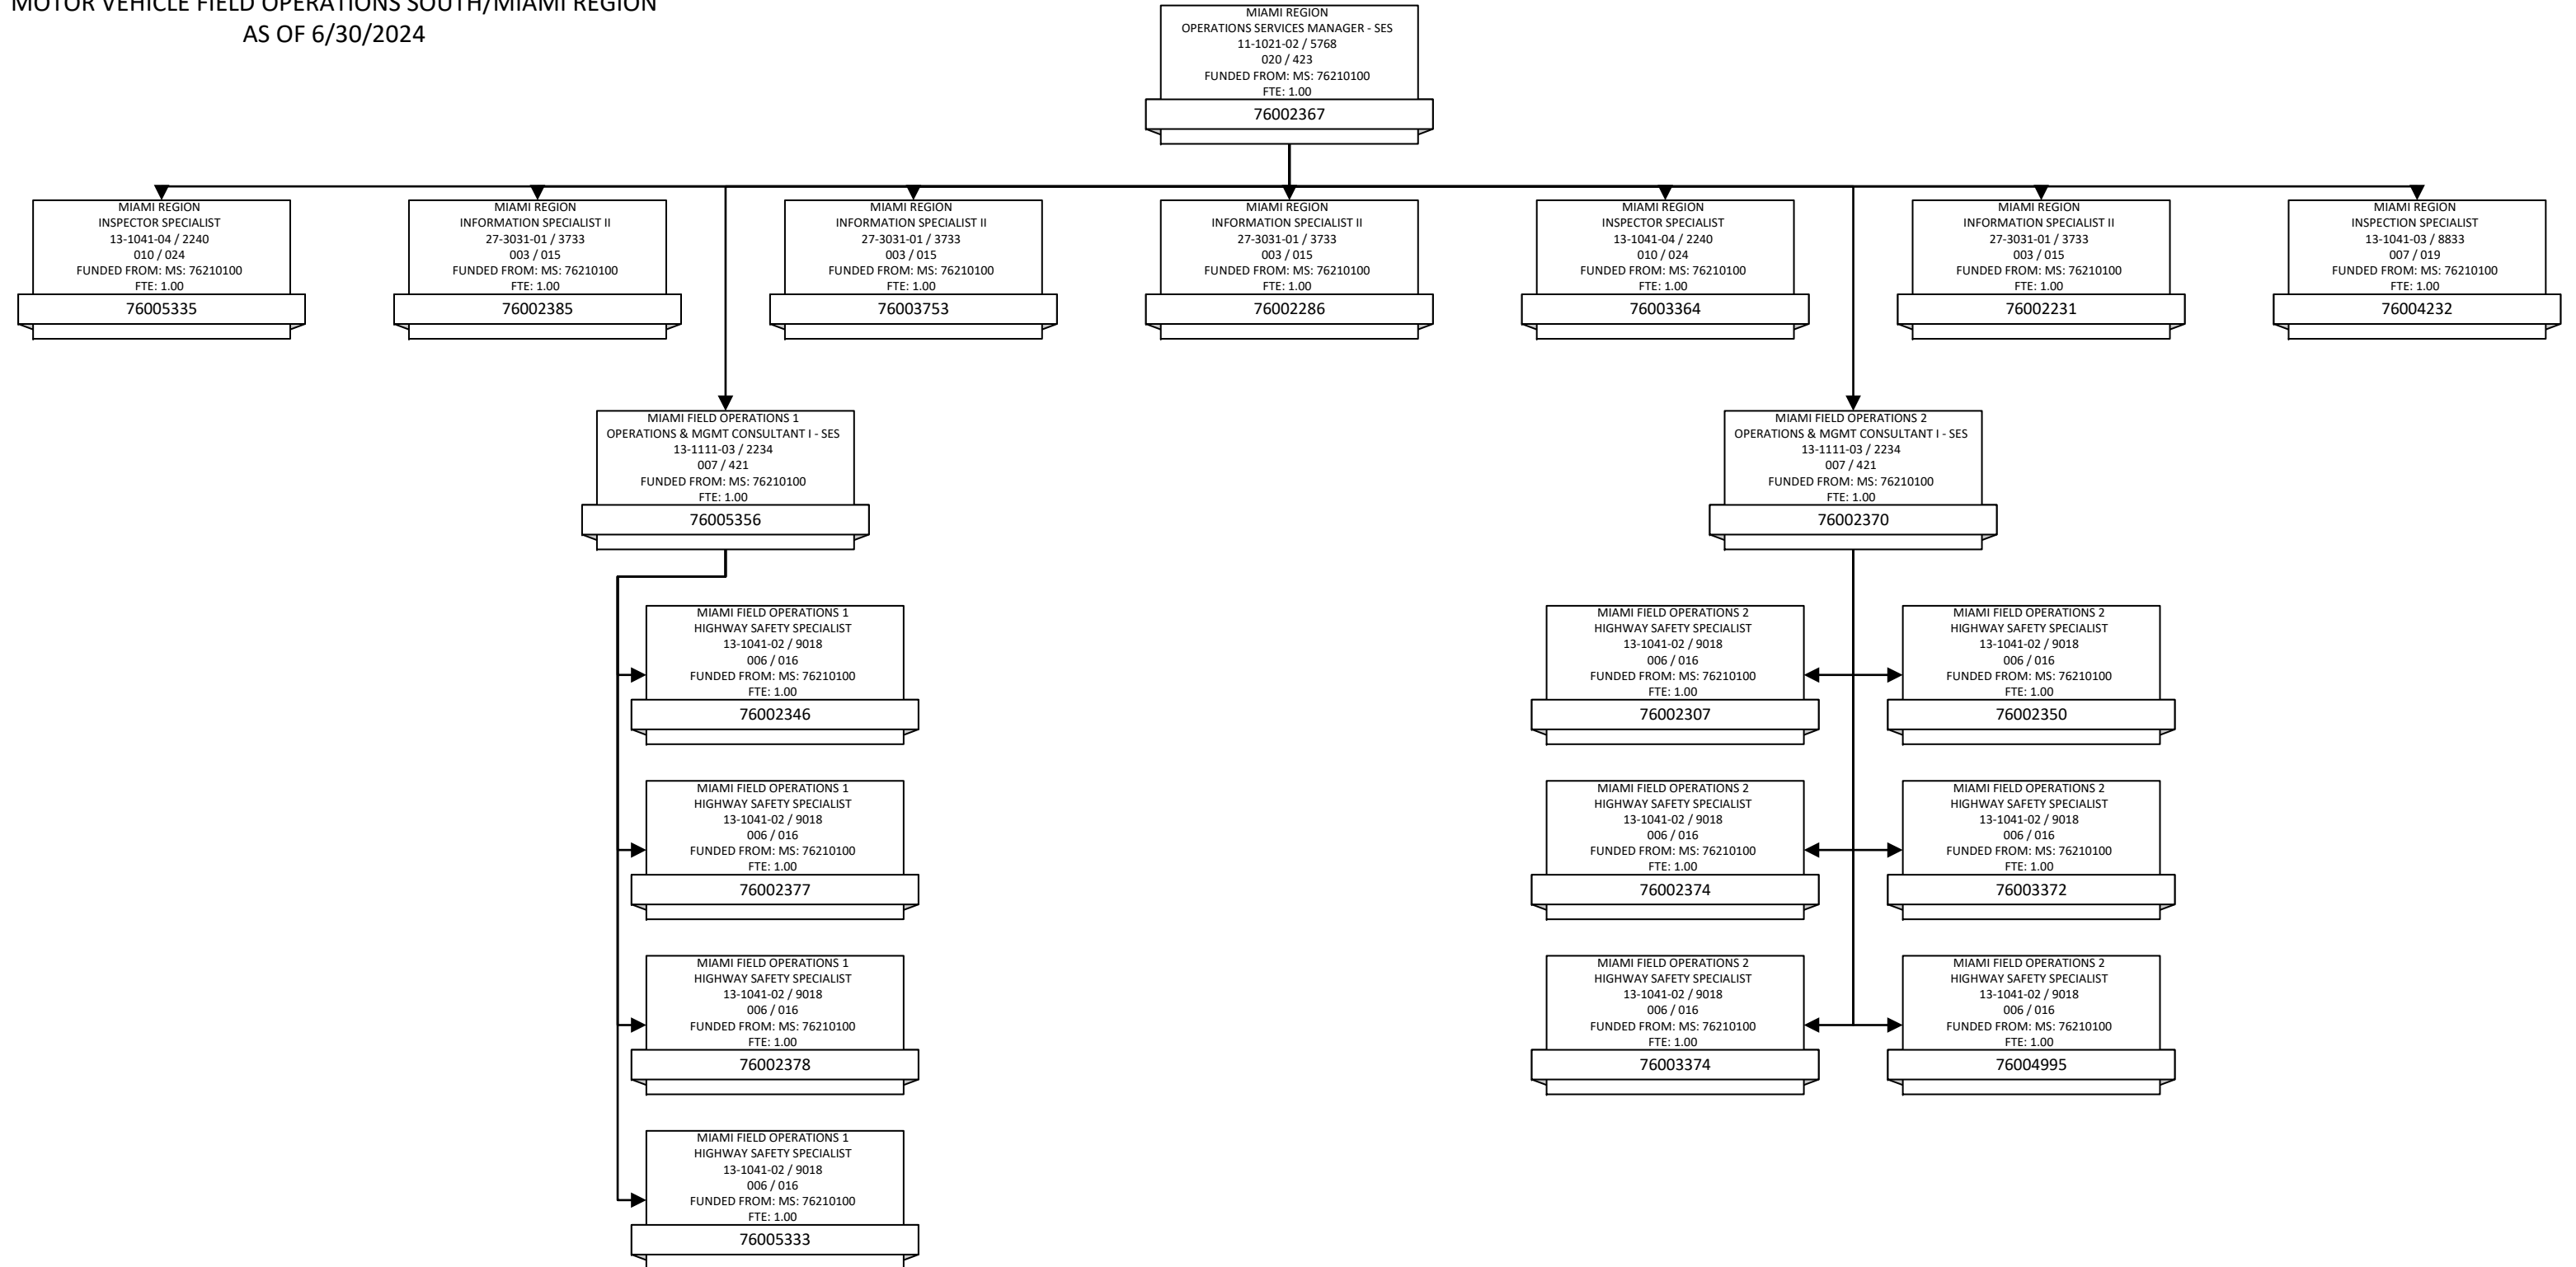 MOTOR VEHICLE FIELD OPERATIONS SOUTH/MIAMI REGION
AS OF 6/30/2024
MIAMI REGION
OPERATIONS SERVICES MANAGER - SES
11-1021-02 / 5768
020 / 423
FUNDED FROM: MS: 76210100
FTE: 1.00
76002367
MIAMI REGION
INSPECTOR SPECIALIST
13-1041-04 / 2240
010 / 024
FUNDED FROM: MS: 76210100
FTE: 1.00
76005335
MIAMI REGION
INFORMATION SPECIALIST II
27-3031-01 / 3733
003 / 015
FUNDED FROM: MS: 76210100
FTE: 1.00
76002385
MIAMI REGION
INFORMATION SPECIALIST II
27-3031-01 / 3733
003 / 015
FUNDED FROM: MS: 76210100
FTE: 1.00
76003753
MIAMI REGION
INFORMATION SPECIALIST II
27-3031-01 / 3733
003 / 015
FUNDED FROM: MS: 76210100
FTE: 1.00
76002286
MIAMI REGION
INSPECTOR SPECIALIST
13-1041-04 / 2240
010 / 024
FUNDED FROM: MS: 76210100
FTE: 1.00
76003364
MIAMI REGION
INFORMATION SPECIALIST II
27-3031-01 / 3733
003 / 015
FUNDED FROM: MS: 76210100
FTE: 1.00
76002231
MIAMI REGION
INSPECTION SPECIALIST
13-1041-03 / 8833
007 / 019
FUNDED FROM: MS: 76210100
FTE: 1.00
76004232
MIAMI FIELD OPERATIONS 1
OPERATIONS & MGMT CONSULTANT I - SES
13-1111-03 / 2234
007 / 421
FUNDED FROM: MS: 76210100
FTE: 1.00
76005356
MIAMI FIELD OPERATIONS 2
OPERATIONS & MGMT CONSULTANT I - SES
13-1111-03 / 2234
007 / 421
FUNDED FROM: MS: 76210100
FTE: 1.00
76002370
MIAMI FIELD OPERATIONS 1
HIGHWAY SAFETY SPECIALIST
13-1041-02 / 9018
006 / 016
FUNDED FROM: MS: 76210100
FTE: 1.00
76002346
MIAMI FIELD OPERATIONS 2
HIGHWAY SAFETY SPECIALIST
13-1041-02 / 9018
006 / 016
FUNDED FROM: MS: 76210100
FTE: 1.00
76002307
MIAMI FIELD OPERATIONS 2
HIGHWAY SAFETY SPECIALIST
13-1041-02 / 9018
006 / 016
FUNDED FROM: MS: 76210100
FTE: 1.00
76002350
MIAMI FIELD OPERATIONS 1
HIGHWAY SAFETY SPECIALIST
13-1041-02 / 9018
006 / 016
FUNDED FROM: MS: 76210100
FTE: 1.00
76002377
MIAMI FIELD OPERATIONS 2
HIGHWAY SAFETY SPECIALIST
13-1041-02 / 9018
006 / 016
FUNDED FROM: MS: 76210100
FTE: 1.00
76002374
MIAMI FIELD OPERATIONS 2
HIGHWAY SAFETY SPECIALIST
13-1041-02 / 9018
006 / 016
FUNDED FROM: MS: 76210100
FTE: 1.00
76003372
MIAMI FIELD OPERATIONS 1
HIGHWAY SAFETY SPECIALIST
13-1041-02 / 9018
006 / 016
FUNDED FROM: MS: 76210100
FTE: 1.00
76002378
MIAMI FIELD OPERATIONS 2
HIGHWAY SAFETY SPECIALIST
13-1041-02 / 9018
006 / 016
FUNDED FROM: MS: 76210100
FTE: 1.00
76003374
MIAMI FIELD OPERATIONS 2
HIGHWAY SAFETY SPECIALIST
13-1041-02 / 9018
006 / 016
FUNDED FROM: MS: 76210100
FTE: 1.00
76004995
MIAMI FIELD OPERATIONS 1
HIGHWAY SAFETY SPECIALIST
13-1041-02 / 9018
006 / 016
FUNDED FROM: MS: 76210100
FTE: 1.00
76005333